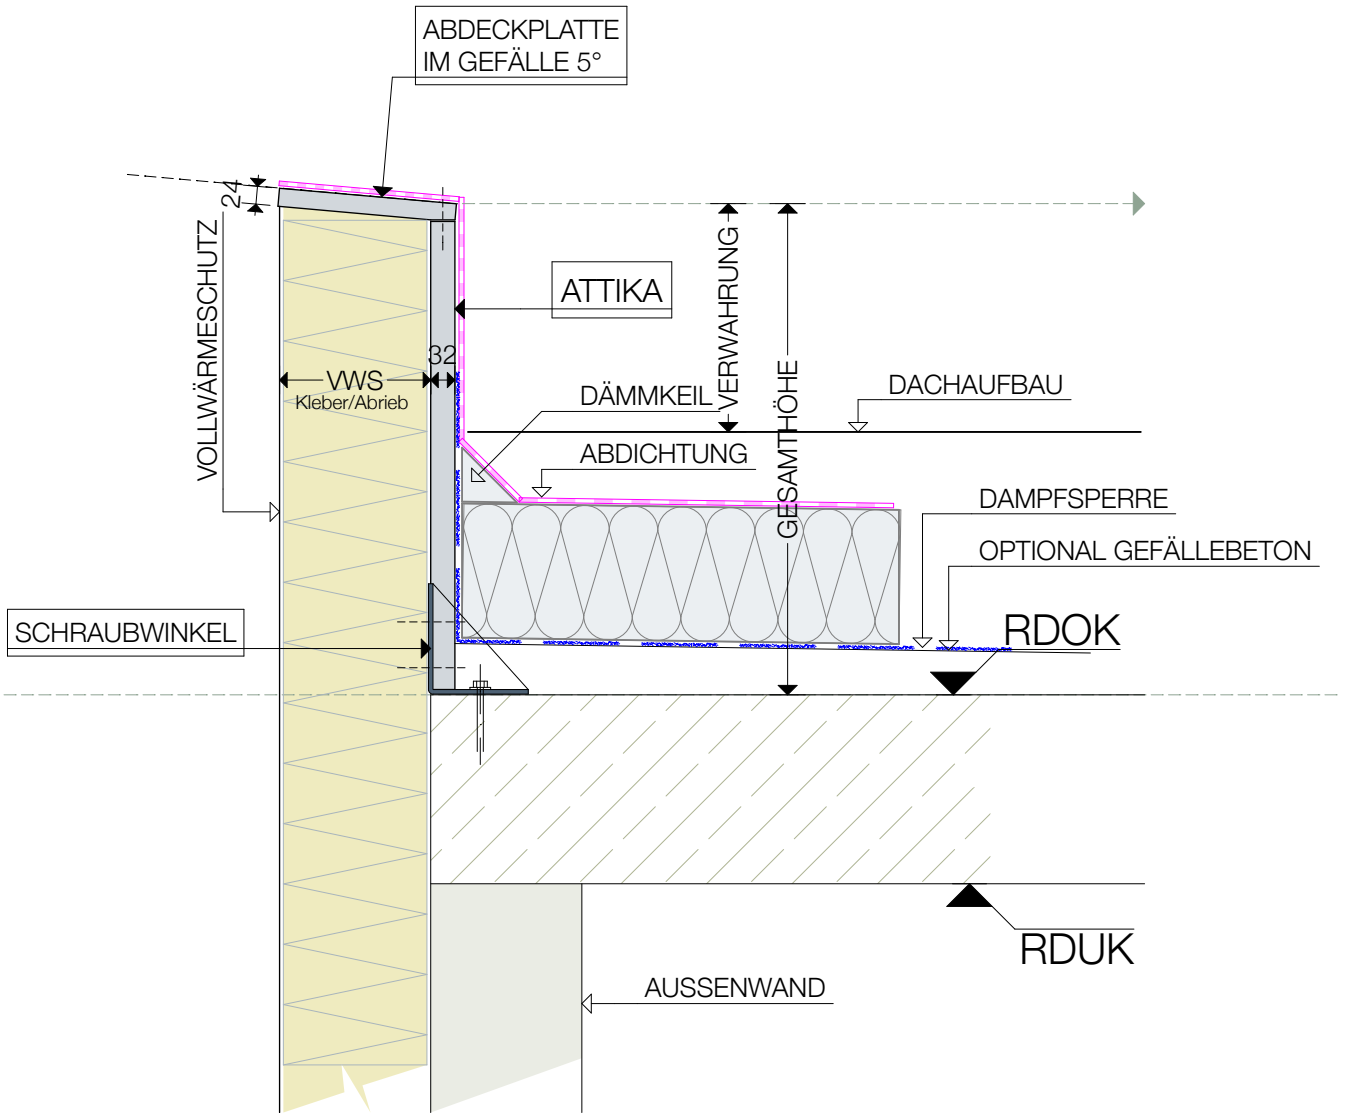 ABDECKPLATTE
IM GEFÄLLE 5°
24
VOLLWÄRMESCHUTZ
ATTIKA
VERWAHRUNG
32
VWS
Kleber/Abrieb
GESAMTHÖHE
DÄMMKEIL
DACHAUFBAU
ABDICHTUNG
DAMPFSPERRE
OPTIONAL GEFÄLLEBETON
SCHRAUBWINKEL
RDOK
RDUK
AUSSENWAND